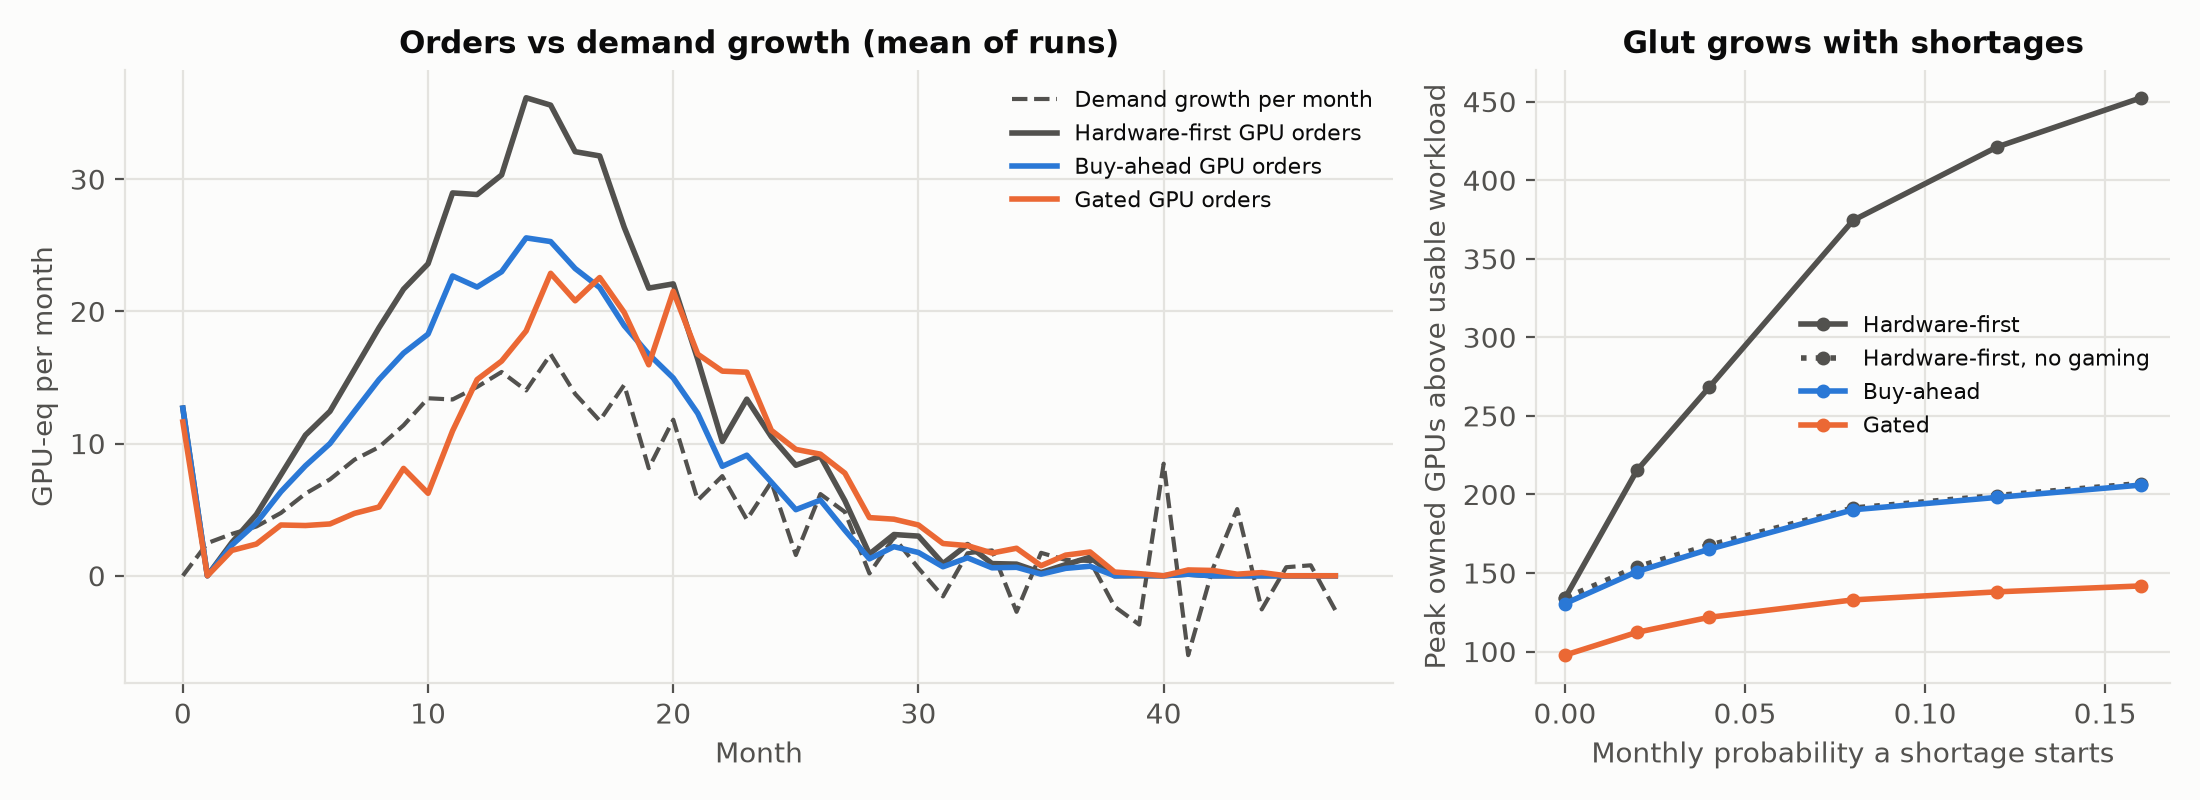 Orders vs demand growth (mean of runs)
GPU-eq per month
30
20
10
0
0
10
20
30
40
Month
Demand growth per month
Hardware-first GPU orders
Buy-ahead GPU orders
Gated GPU orders
Glut grows with shortages
Peak owned GPUs above usable workload
450
400
350
300
250
200
150
100
0.00
0.05
0.10
0.15
Monthly probability a shortage starts
Hardware-first
Hardware-first, no gaming
Buy-ahead
Gated